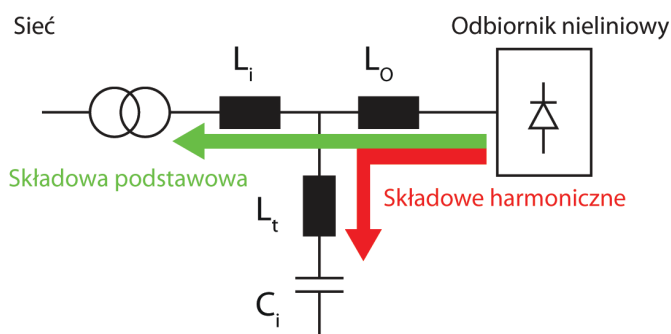 Sieć
Odbiornik nieliniowy
Li
LO
Składowa podstawowa
Składowe harmoniczne
Lt
Ci